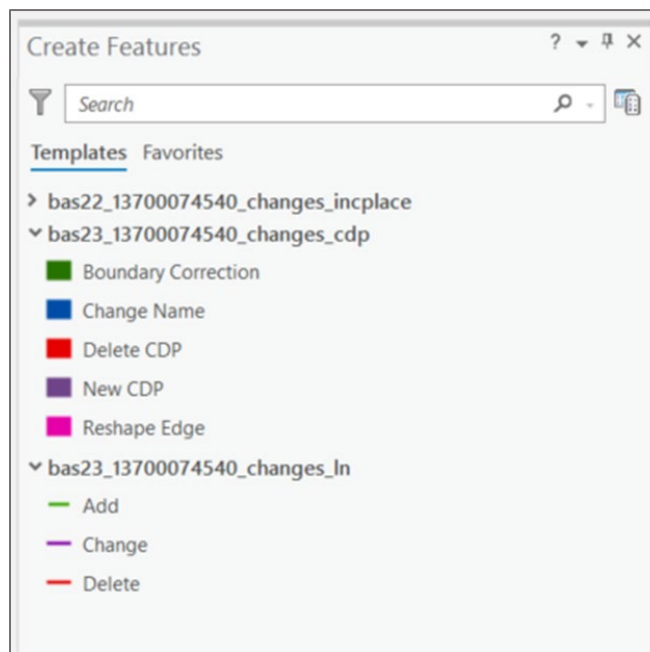 Create Features
Search
Templates Favorites
bas22_13700074540_changes_incplace
bas23_13700074540_changes_cdp
Boundary Correction
Change Name
Delete CDP
New CDP
Reshape Edge
bas23_13700074540_changes_ln
Add
Change
Delete